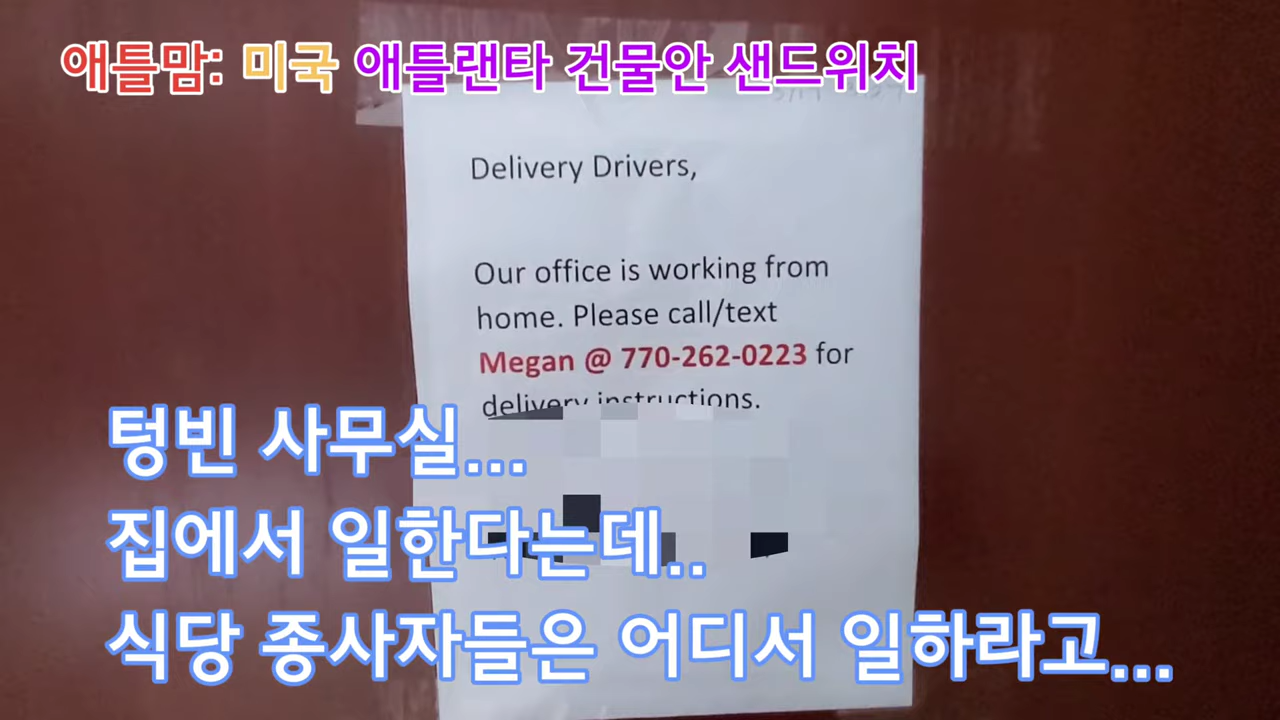 애틀맘: 미국 애틀랜타 건물안 샌드위치
Delivery Drivers,
Our office is working from
home. Please call/text
Megan @ 770-262-0223 for
delivery instructions.
텅빈 사무실...
집에서 일한다는데..
식당 종사자들은 어디서 일하라고...